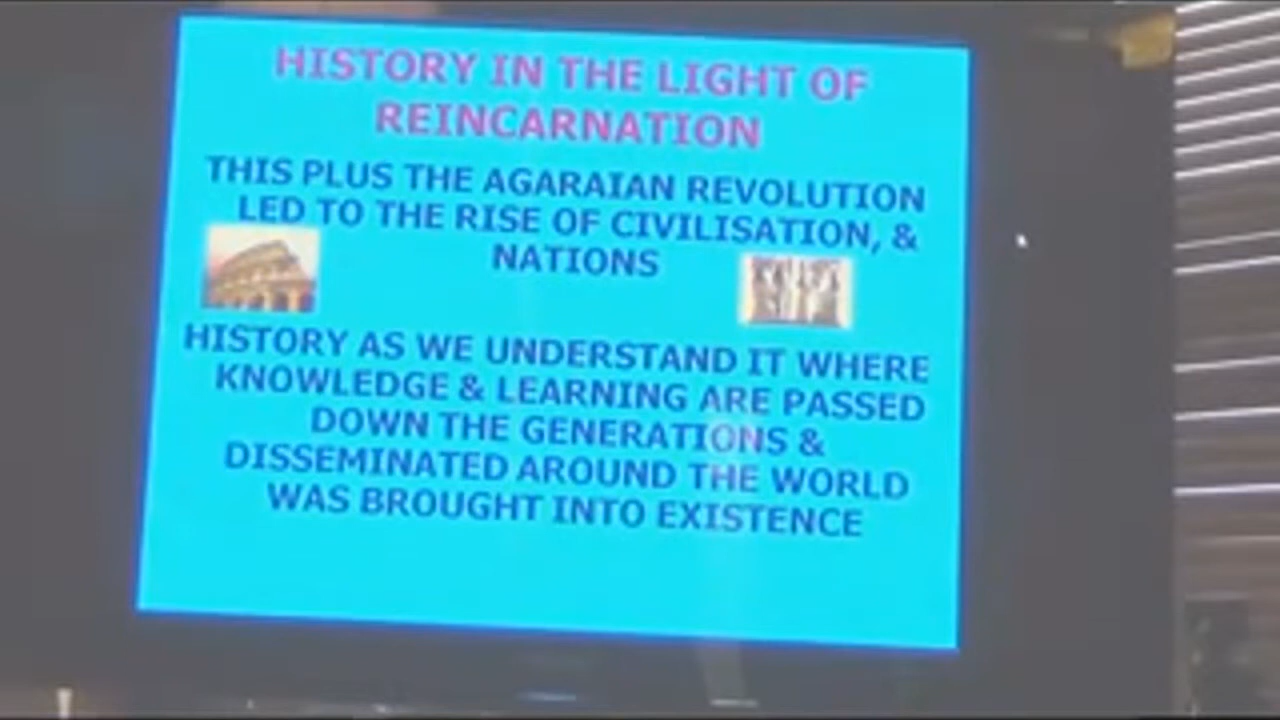 HISTORY IN THE LIGHT OF
REINCARNATION
THIS PLUS THE AGARAIAN REVOLUTION
LED TO THE RISE OF CIVILISATION, &
NATIONS
HISTORY AS WE UNDERSTAND IT WHERE
KNOWLEDGE & LEARNING ARE PASSED
DOWN THE GENERATIONS &
DISSEMINATED AROUND THE WORLD
WAS BROUGHT INTO EXISTENCE